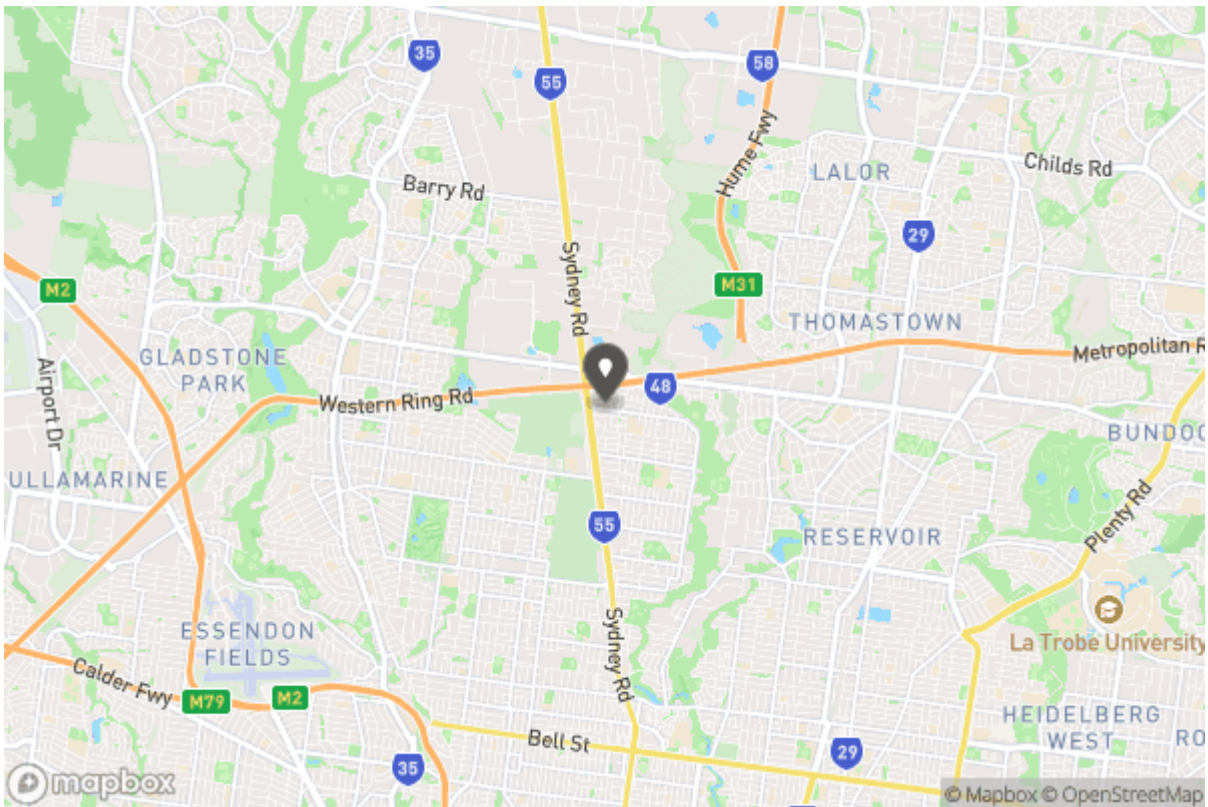 35
55
58
Hume Fwy
LALOR
Childs Rd
Barry Rd
29
Sydney Rd
M2
M31
THOMASTOWN
Airport Dr
GLADSTONE
PARK
Metropolitan R
48
Western Ring Rd
BUNDOO
ULLAMARINE
Plenty Rd
55
RESERVOIR
La Trobe University
ESSENDON
FIELDS
Sydney Rd
Calder Fwy
M79
M2
HEIDELBERG
WEST
RO
Bell St
29
35
mapbox
© Mapbox © OpenStreetMap